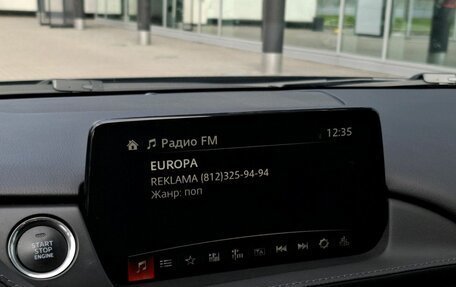 Радио FM
12:35
EUROPA
REKLAMA (812)325-94-94
Жанр: поп
START
STOP
ENGINE